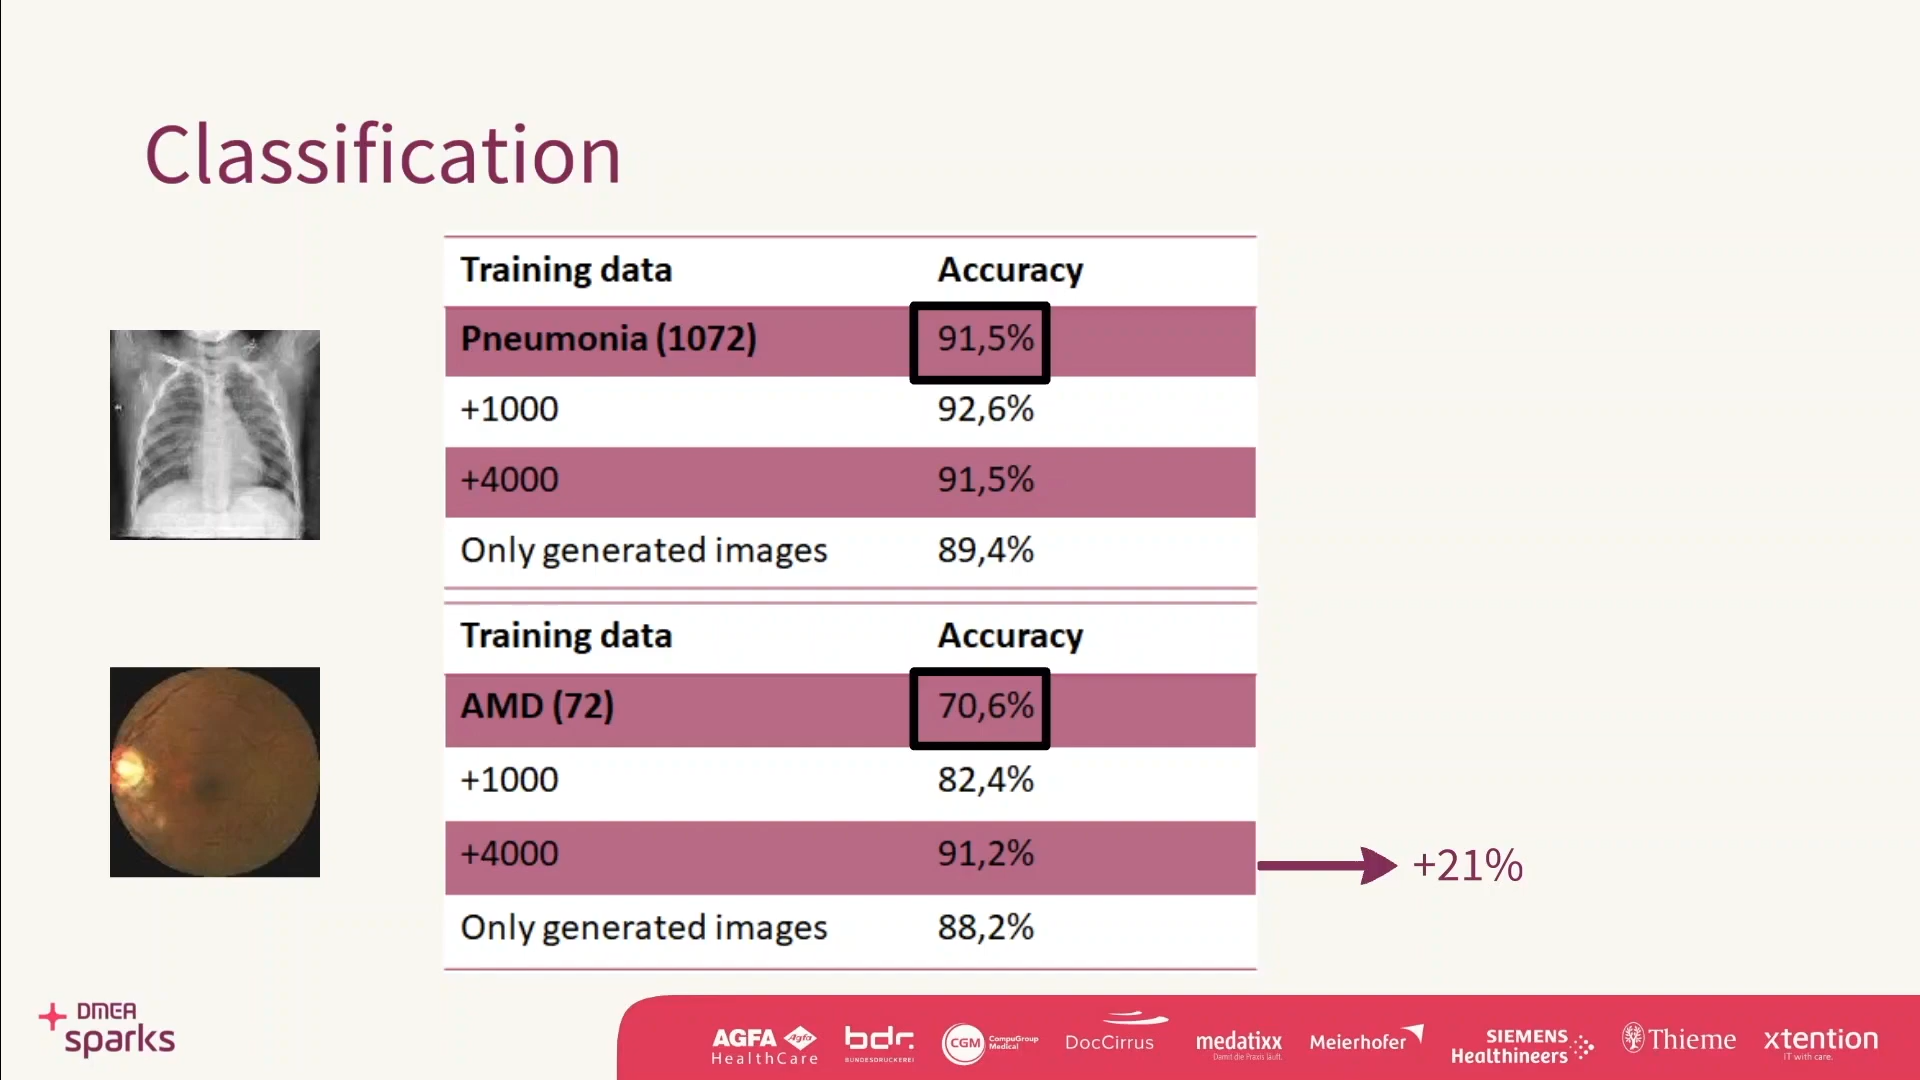 Classification
Training data Accuracy
Pneumonia (1072) 91,5%
+1000 92,6%
+4000 91,5%
Only generated images 89,4%
Training data Accuracy
AMD (72) 70,6%
+1000 82,4%
+4000 91,2%
+21%
Only generated images 88,2%
DMEA
sparks
AGFA Agfa
HealthCare
bdr.
BUNDESDRUCKEREI
CGM CompuGroup
Medical
DocCirrus
medatixx
Damit die Praxis läuft.
Meierhofer
SIEMENS
Healthineers
Thieme
xtention
IT with care.